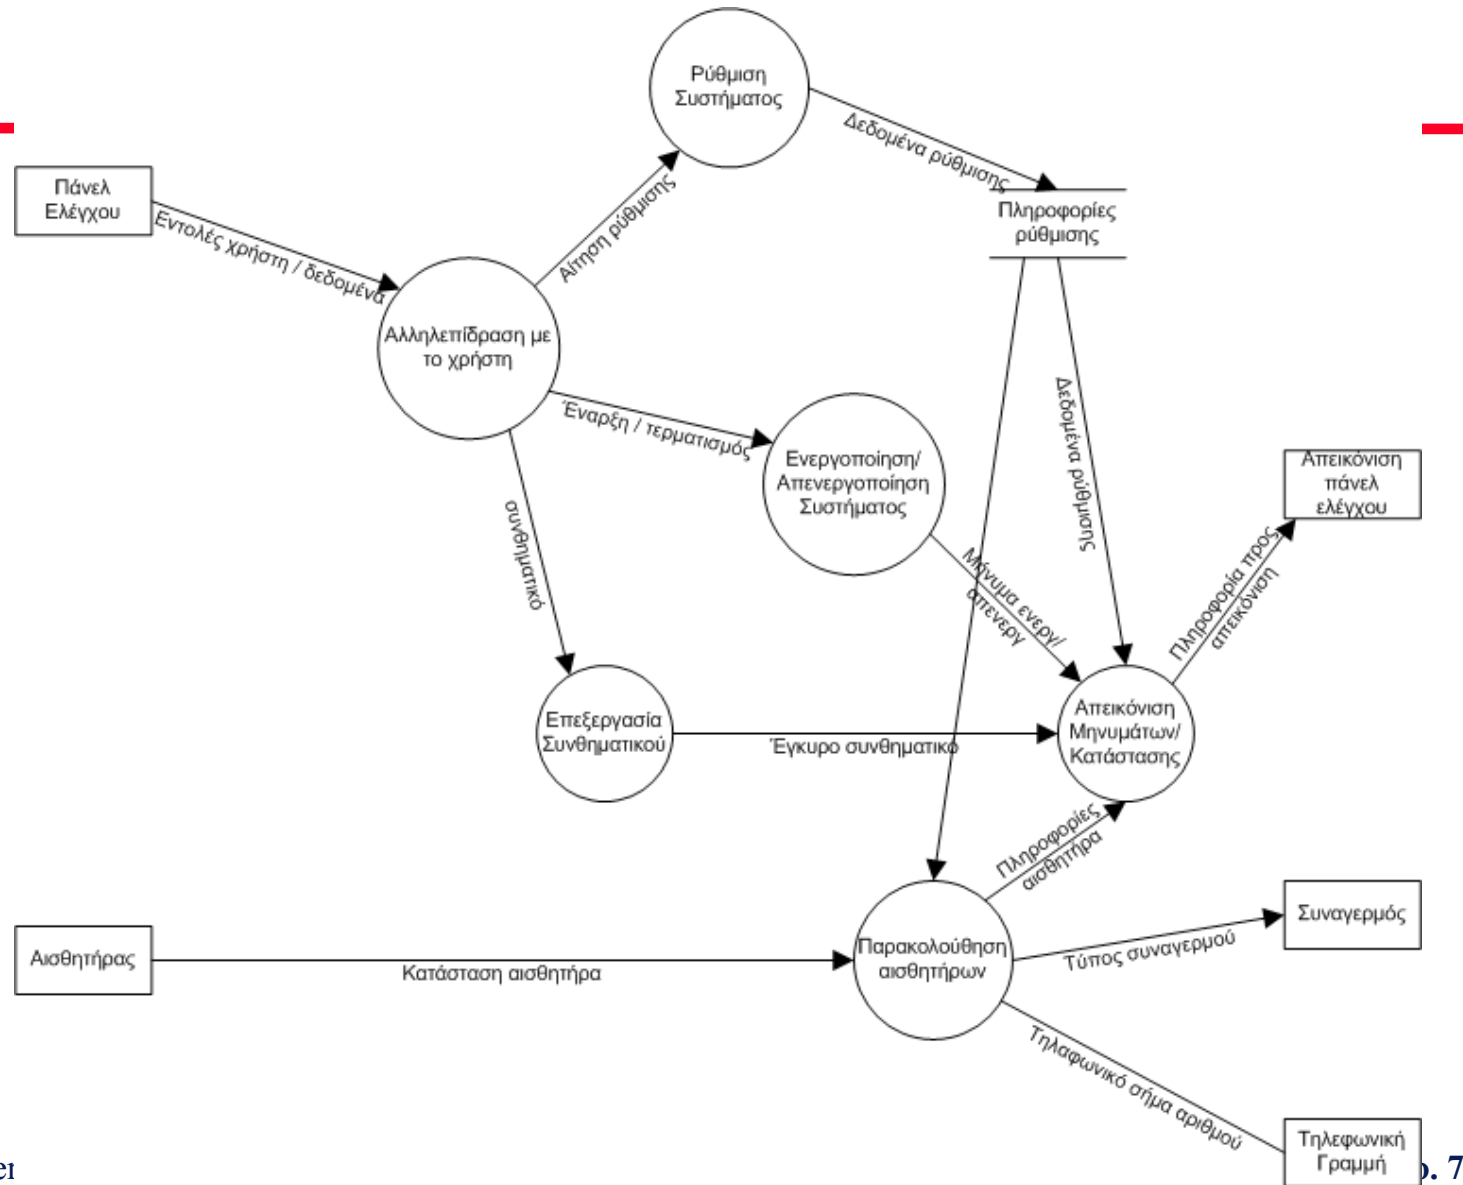 Ρύθμιση
Συστήματος
Δεδομένα ρύθμισης
Πάνελ
Ελέγχου
Εντολές χρήστη / δεδομένα
Αίτηση ρύθμισης
Πληροφορίες
ρύθμισης
Αλληλεπίδραση με
το χρήστη
Έναρξη / τερματισμός
Δεδομένα ρύθμισης
Ενεργοποίηση/
Απενεργοποίηση
Συστήματος
Απεικόνιση
πάνελ
ελέγχου
συνθηματικό
Μήνυμα ενεργ/
απενεργ
Πληροφορία προς
απεικόνιση
Επεξεργασία
Συνθηματικού
Έγκυρο συνθηματικό
Απεικόνιση
Μηνυμάτων/
Κατάστασης
Πληροφορίες
αισθητήρα
Αισθητήρας
Κατάσταση αισθητήρα
Παρακολούθηση
αισθητήρων
Τύπος συναγερμού
Συναγερμός
Τηλαφωνικό σήμα αριθμού
Τηλεφωνική
Γραμμή
. 7